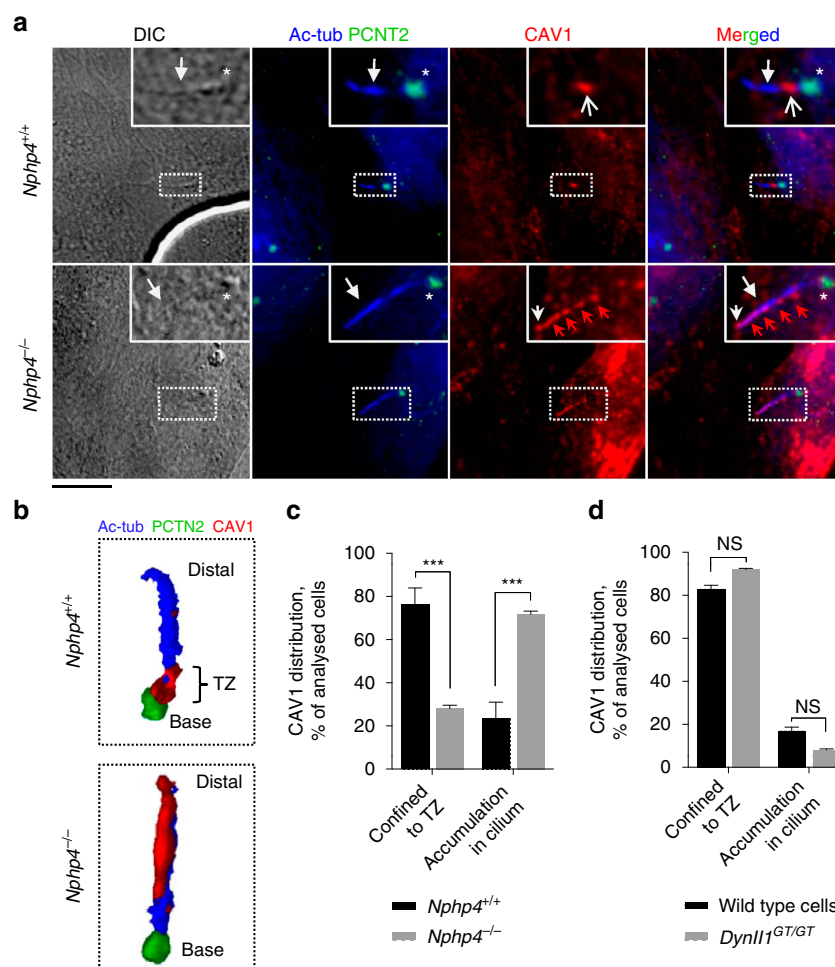 a
DIC
Ac-tub PCNT2
CAV1
Merged
Nphp4+/+
*
*
*
Nphp4−/−
*
*
*
b
Ac-tub PCTN2 CAV1
Nphp4+/+
Distal
TZ
Base
Nphp4−/−
Distal
Base
c
CAV1 distribution,
% of analysed cells
100
80
60
40
20
0
***
***
Confined
to TZ
Accumulation
in cilium
Nphp4+/+
Nphp4−/−
d
CAV1 distribution,
% of analysed cells
100
80
60
40
20
0
NS
NS
Confined
to TZ
Accumulation
in cilium
Wild type cells
Dynll1GT/GT